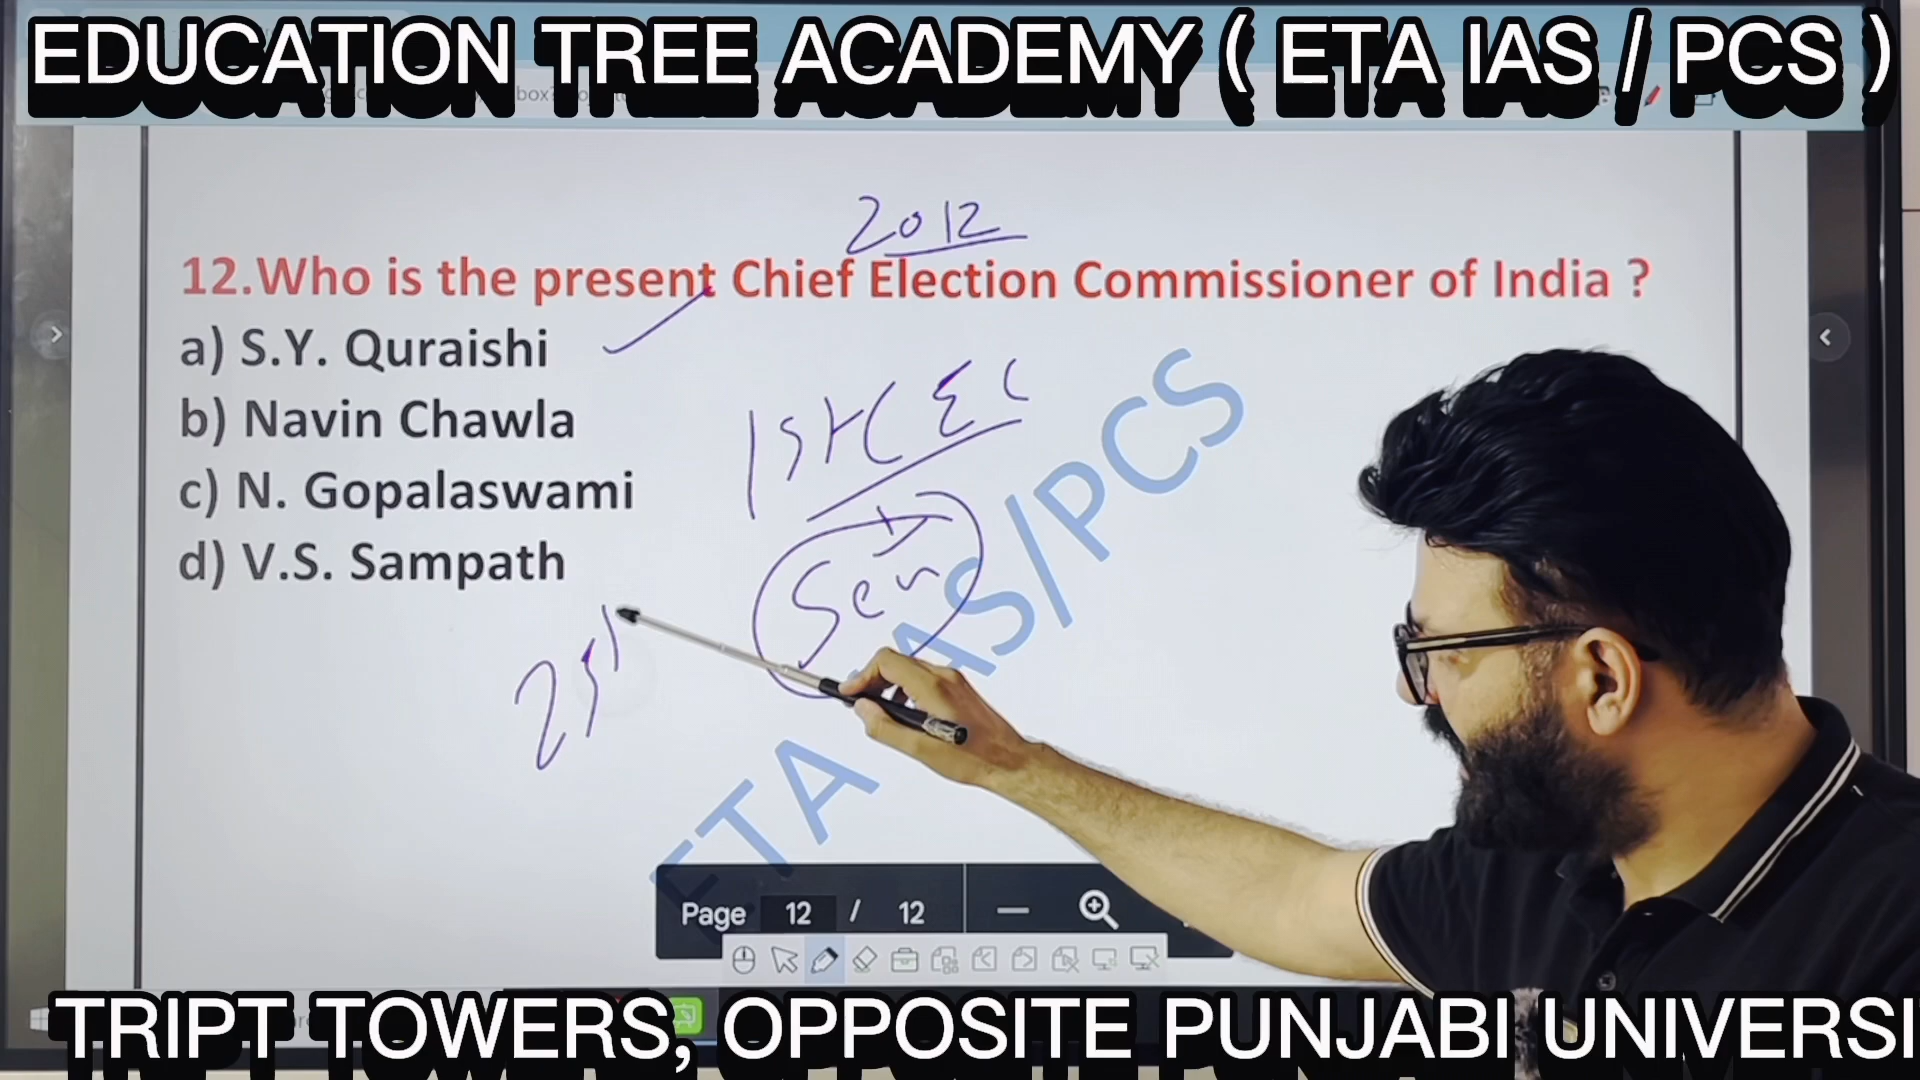 EDUCATION TREE ACADEMY ( ETA IAS / PCS )
2012
12.Who is the present Chief Election Commissioner of India ?
a) S.Y. Quraishi
b) Navin Chawla
c) N. Gopalaswami
d) V.S. Sampath
1st CEC
Sen
25
ETA IAS/PCS
Page 12 / 12
TRIPT TOWERS, OPPOSITE PUNJABI UNIVERSI